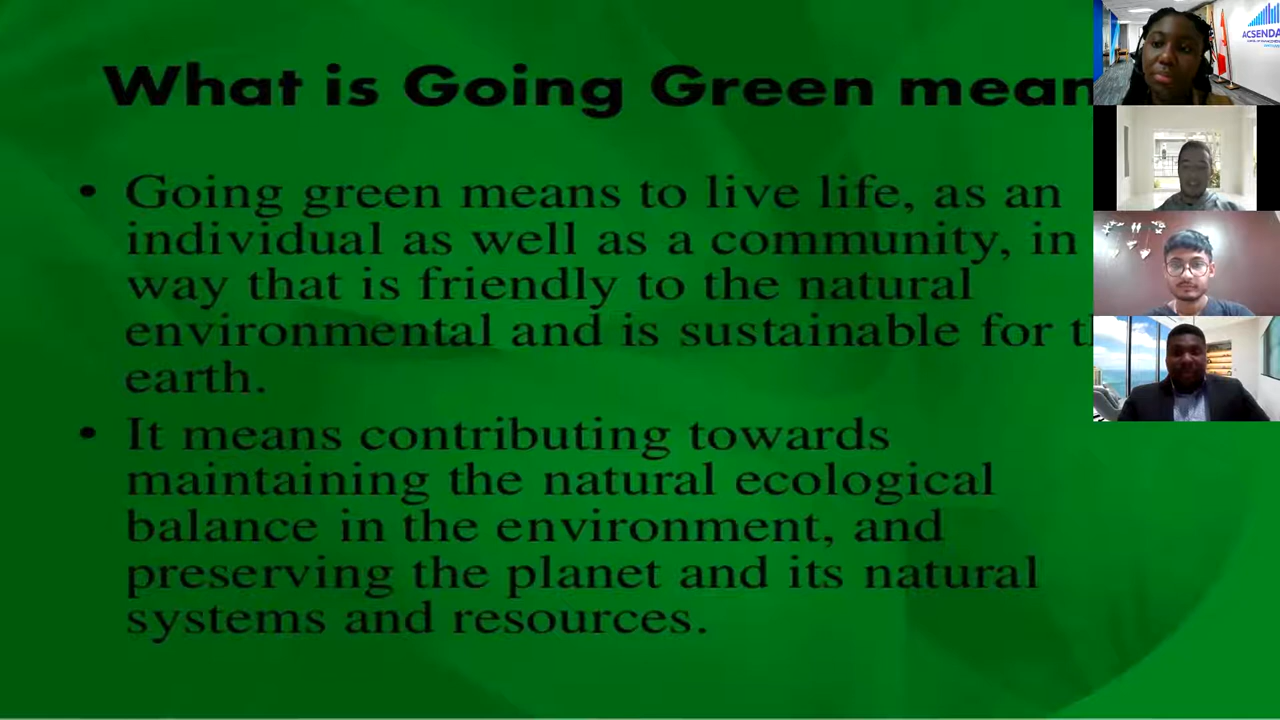 What is Going Green mean
• Going green means to live life, as an
individual as well as a community, in
way that is friendly to the natural
environmental and is sustainable for
earth.
• It means contributing towards
maintaining the natural ecological
balance in the environment, and
preserving the planet and its natural
systems and resources.
ACSENDA